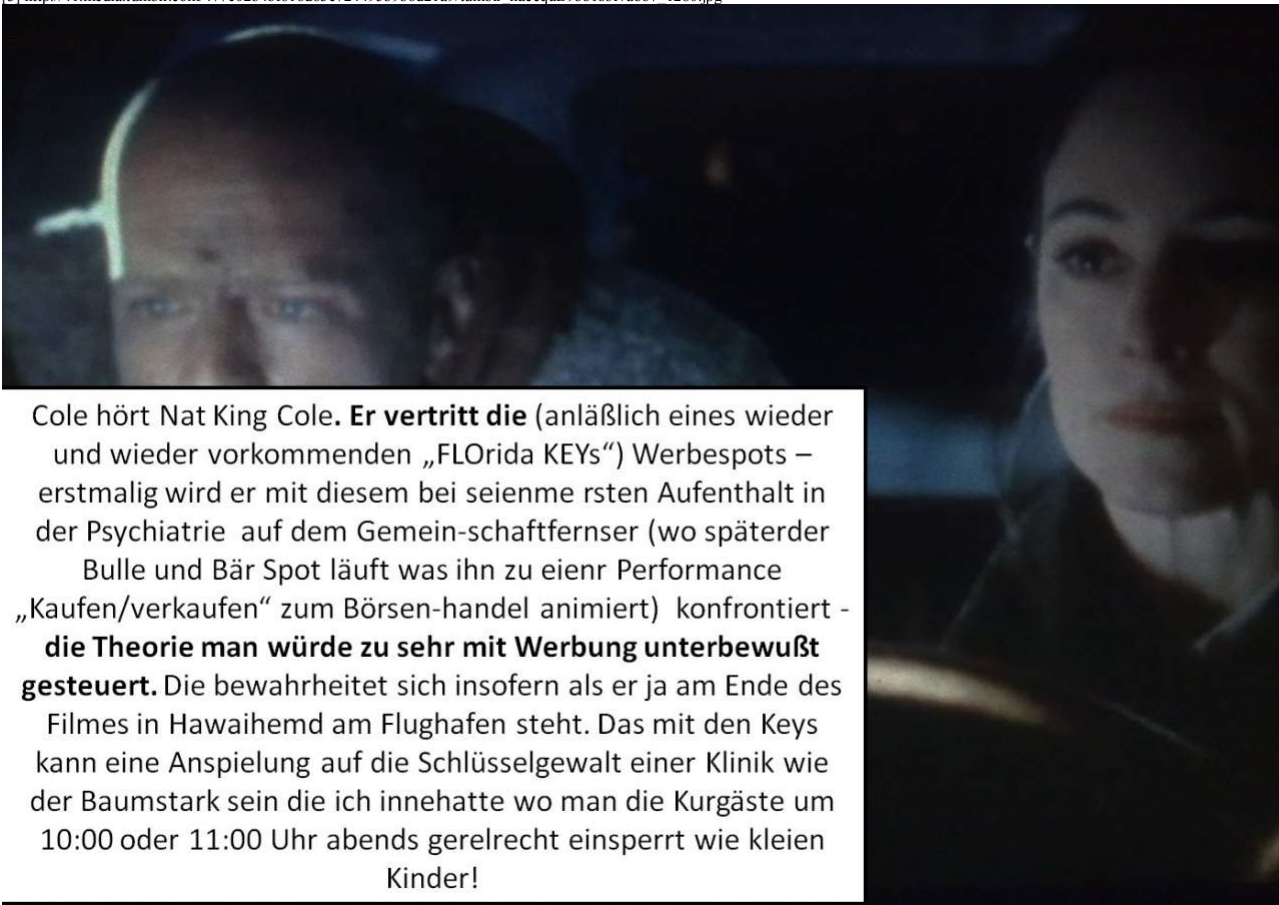 Cole hört Nat King Cole. Er vertritt die (anläßlich eines wieder
und wieder vorkommenden „FLOrida KEYs“) Werbespots –
erstmalig wird er mit diesem bei seienme rsten Aufenthalt in
der Psychiatrie auf dem Gemein-schaftfernser (wo späterder
Bulle und Bär Spot läuft was ihn zu eienr Performance
„Kaufen/verkaufen“ zum Börsen-handel animiert) konfrontiert -
die Theorie man würde zu sehr mit Werbung unterbewußt
gesteuert. Die bewahrheitet sich insofern als er ja am Ende des
Filmes in Hawaihemd am Flughafen steht. Das mit den Keys
kann eine Anspielung auf die Schlüsselgewalt einer Klinik wie
der Baumstark sein die ich innehatte wo man die Kurgäste um
10:00 oder 11:00 Uhr abends gerelrecht einsperrt wie kleien
Kinder!